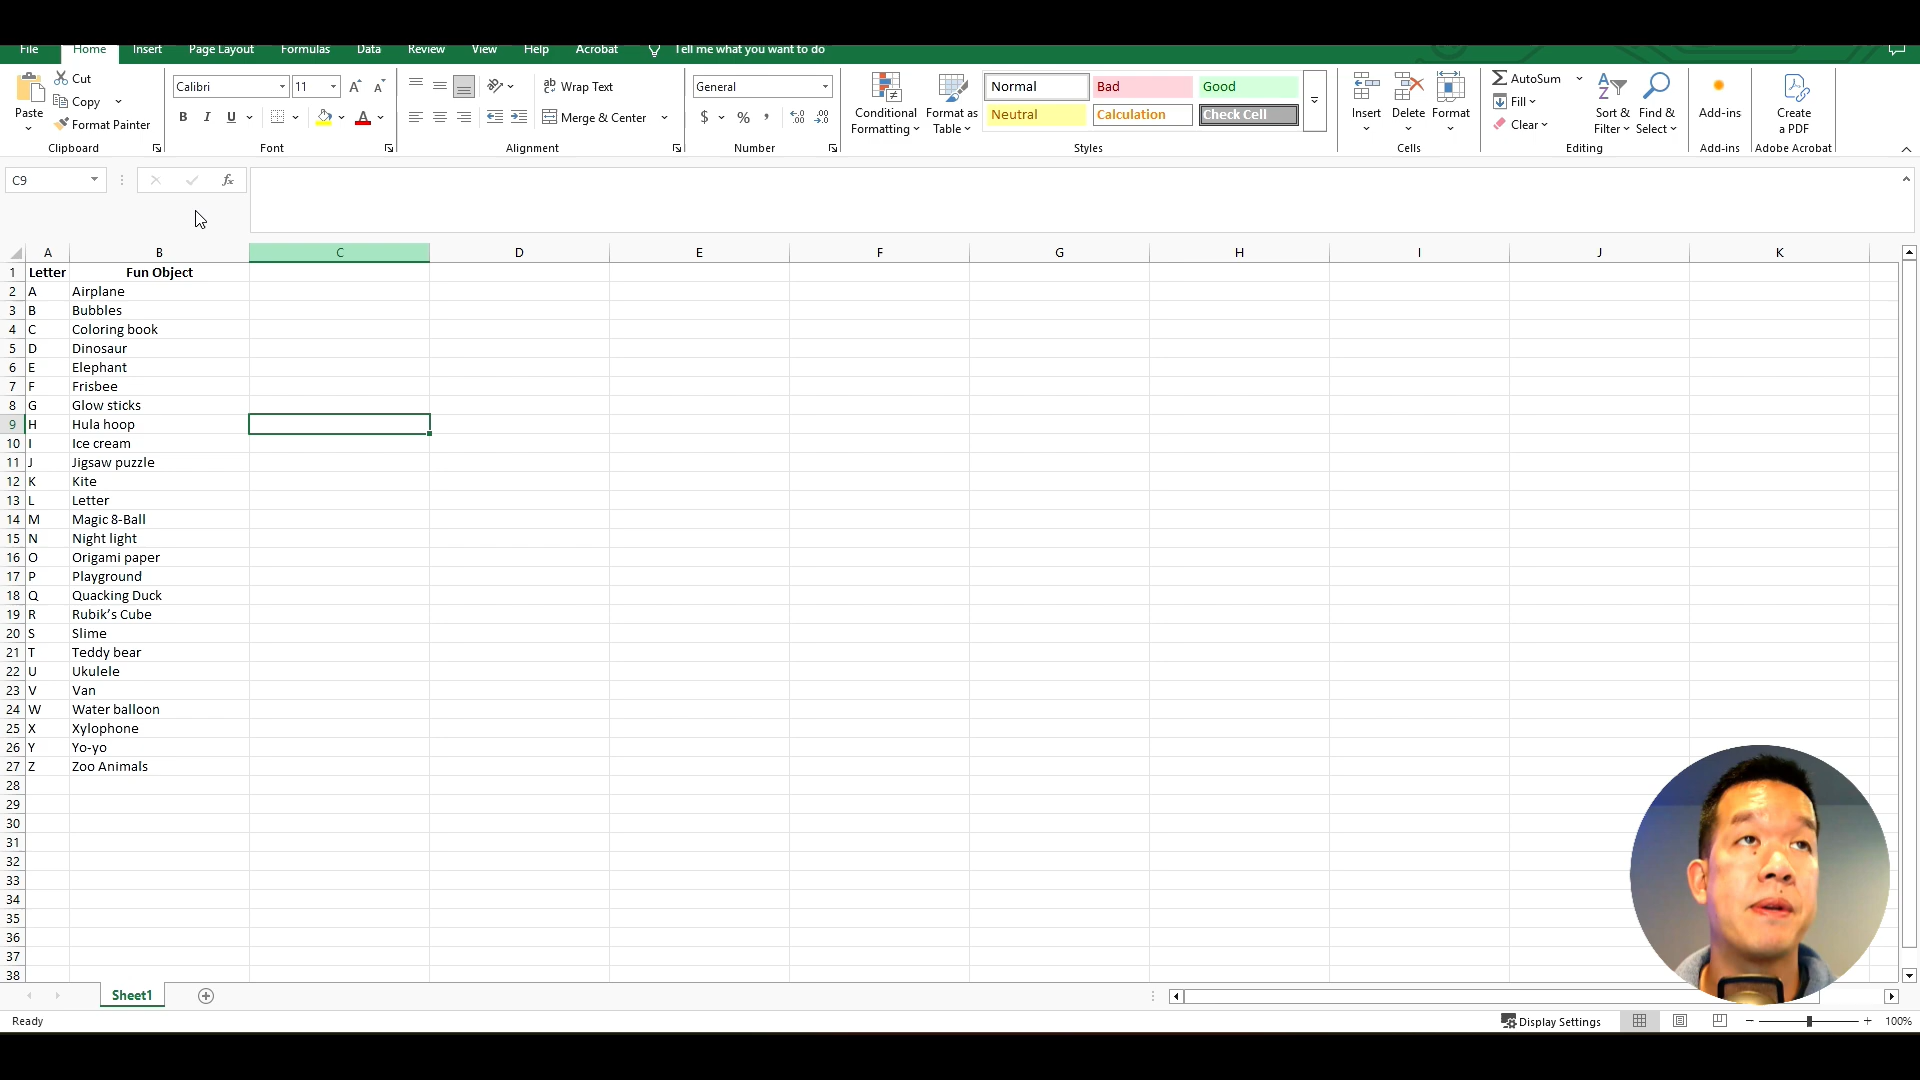 File Home Insert Page Layout Formulas Data Review View Help Acrobat Tell me what you want to do
Paste
Cut
Copy
Format Painter
Clipboard
Calibri 11
B I U
Font
Wrap Text
Merge & Center
Alignment
General
$ % ,
Number
Conditional Formatting
Format as Table
Normal Bad Good
Neutral Calculation Check Cell
Styles
Insert Delete Format
Cells
AutoSum
Fill
Clear
Sort & Filter
Find & Select
Editing
Add-ins
Add-ins
Create a PDF
Adobe Acrobat
C9 fx
A B C D E F G H I J K
1 Letter Fun Object
2 A Airplane
3 B Bubbles
4 C Coloring book
5 D Dinosaur
6 E Elephant
7 F Frisbee
8 G Glow sticks
9 H Hula hoop
10 I Ice cream
11 J Jigsaw puzzle
12 K Kite
13 L Letter
14 M Magic 8-Ball
15 N Night light
16 O Origami paper
17 P Playground
18 Q Quacking Duck
19 R Rubik’s Cube
20 S Slime
21 T Teddy bear
22 U Ukulele
23 V Van
24 W Water balloon
25 X Xylophone
26 Y Yo-yo
27 Z Zoo Animals
28
29
30
31
32
33
34
35
36
37
38
Sheet1
Ready Display Settings 100%